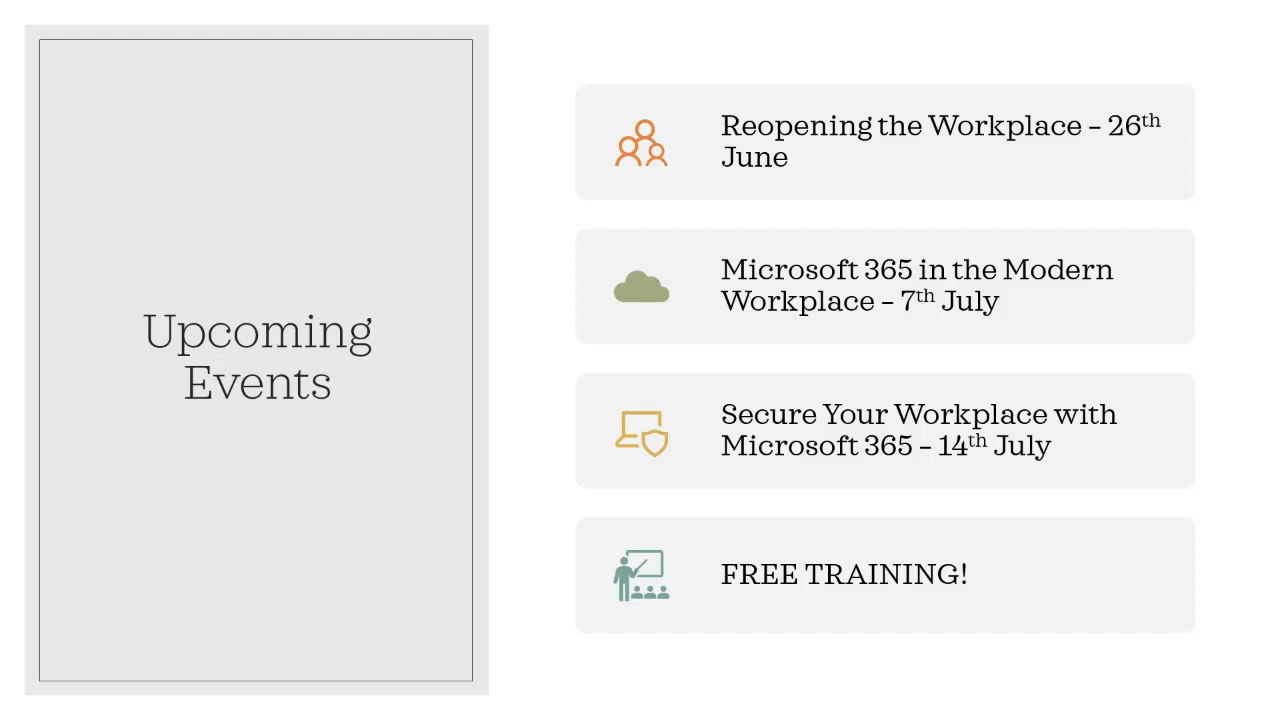 Upcoming
Events
Reopening the Workplace – 26th
June
Microsoft 365 in the Modern
Workplace – 7th July
Secure Your Workplace with
Microsoft 365 – 14th July
FREE TRAINING!